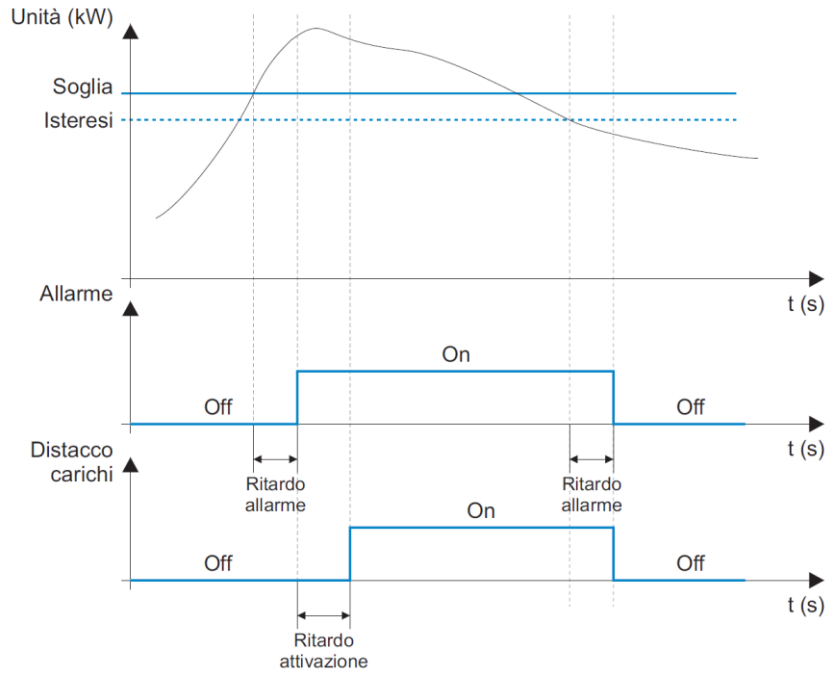 Unità (kW)
Soglia
Isteresi
t (s)
Allarme
On
Off
Off
t (s)
Ritardo
allarme
Ritardo
allarme
Distacco
carichi
On
Off
Off
t (s)
Ritardo
attivazione